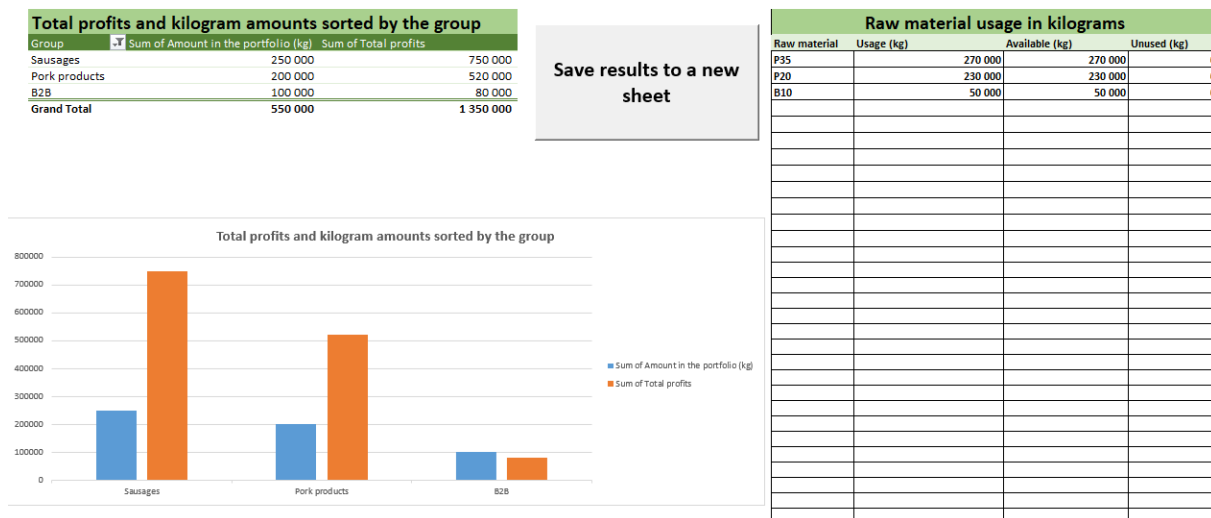 Total profits and kilogram amounts sorted by the group
Group Sum of Amount in the portfolio (kg) Sum of Total profits
Sausages 250 000 750 000
Pork products 200 000 520 000
B2B 100 000 80 000
Grand Total 550 000 1 350 000
Save results to a new
sheet
Raw material usage in kilograms
Raw material Usage (kg) Available (kg) Unused (kg)
P35 270 000 270 000
P20 230 000 230 000
B10 50 000 50 000
Total profits and kilogram amounts sorted by the group
800000
700000
600000
500000
400000
300000
200000
100000
0
Sausages Pork products B2B
Sum of Amount in the portfolio (kg)
Sum of Total profits